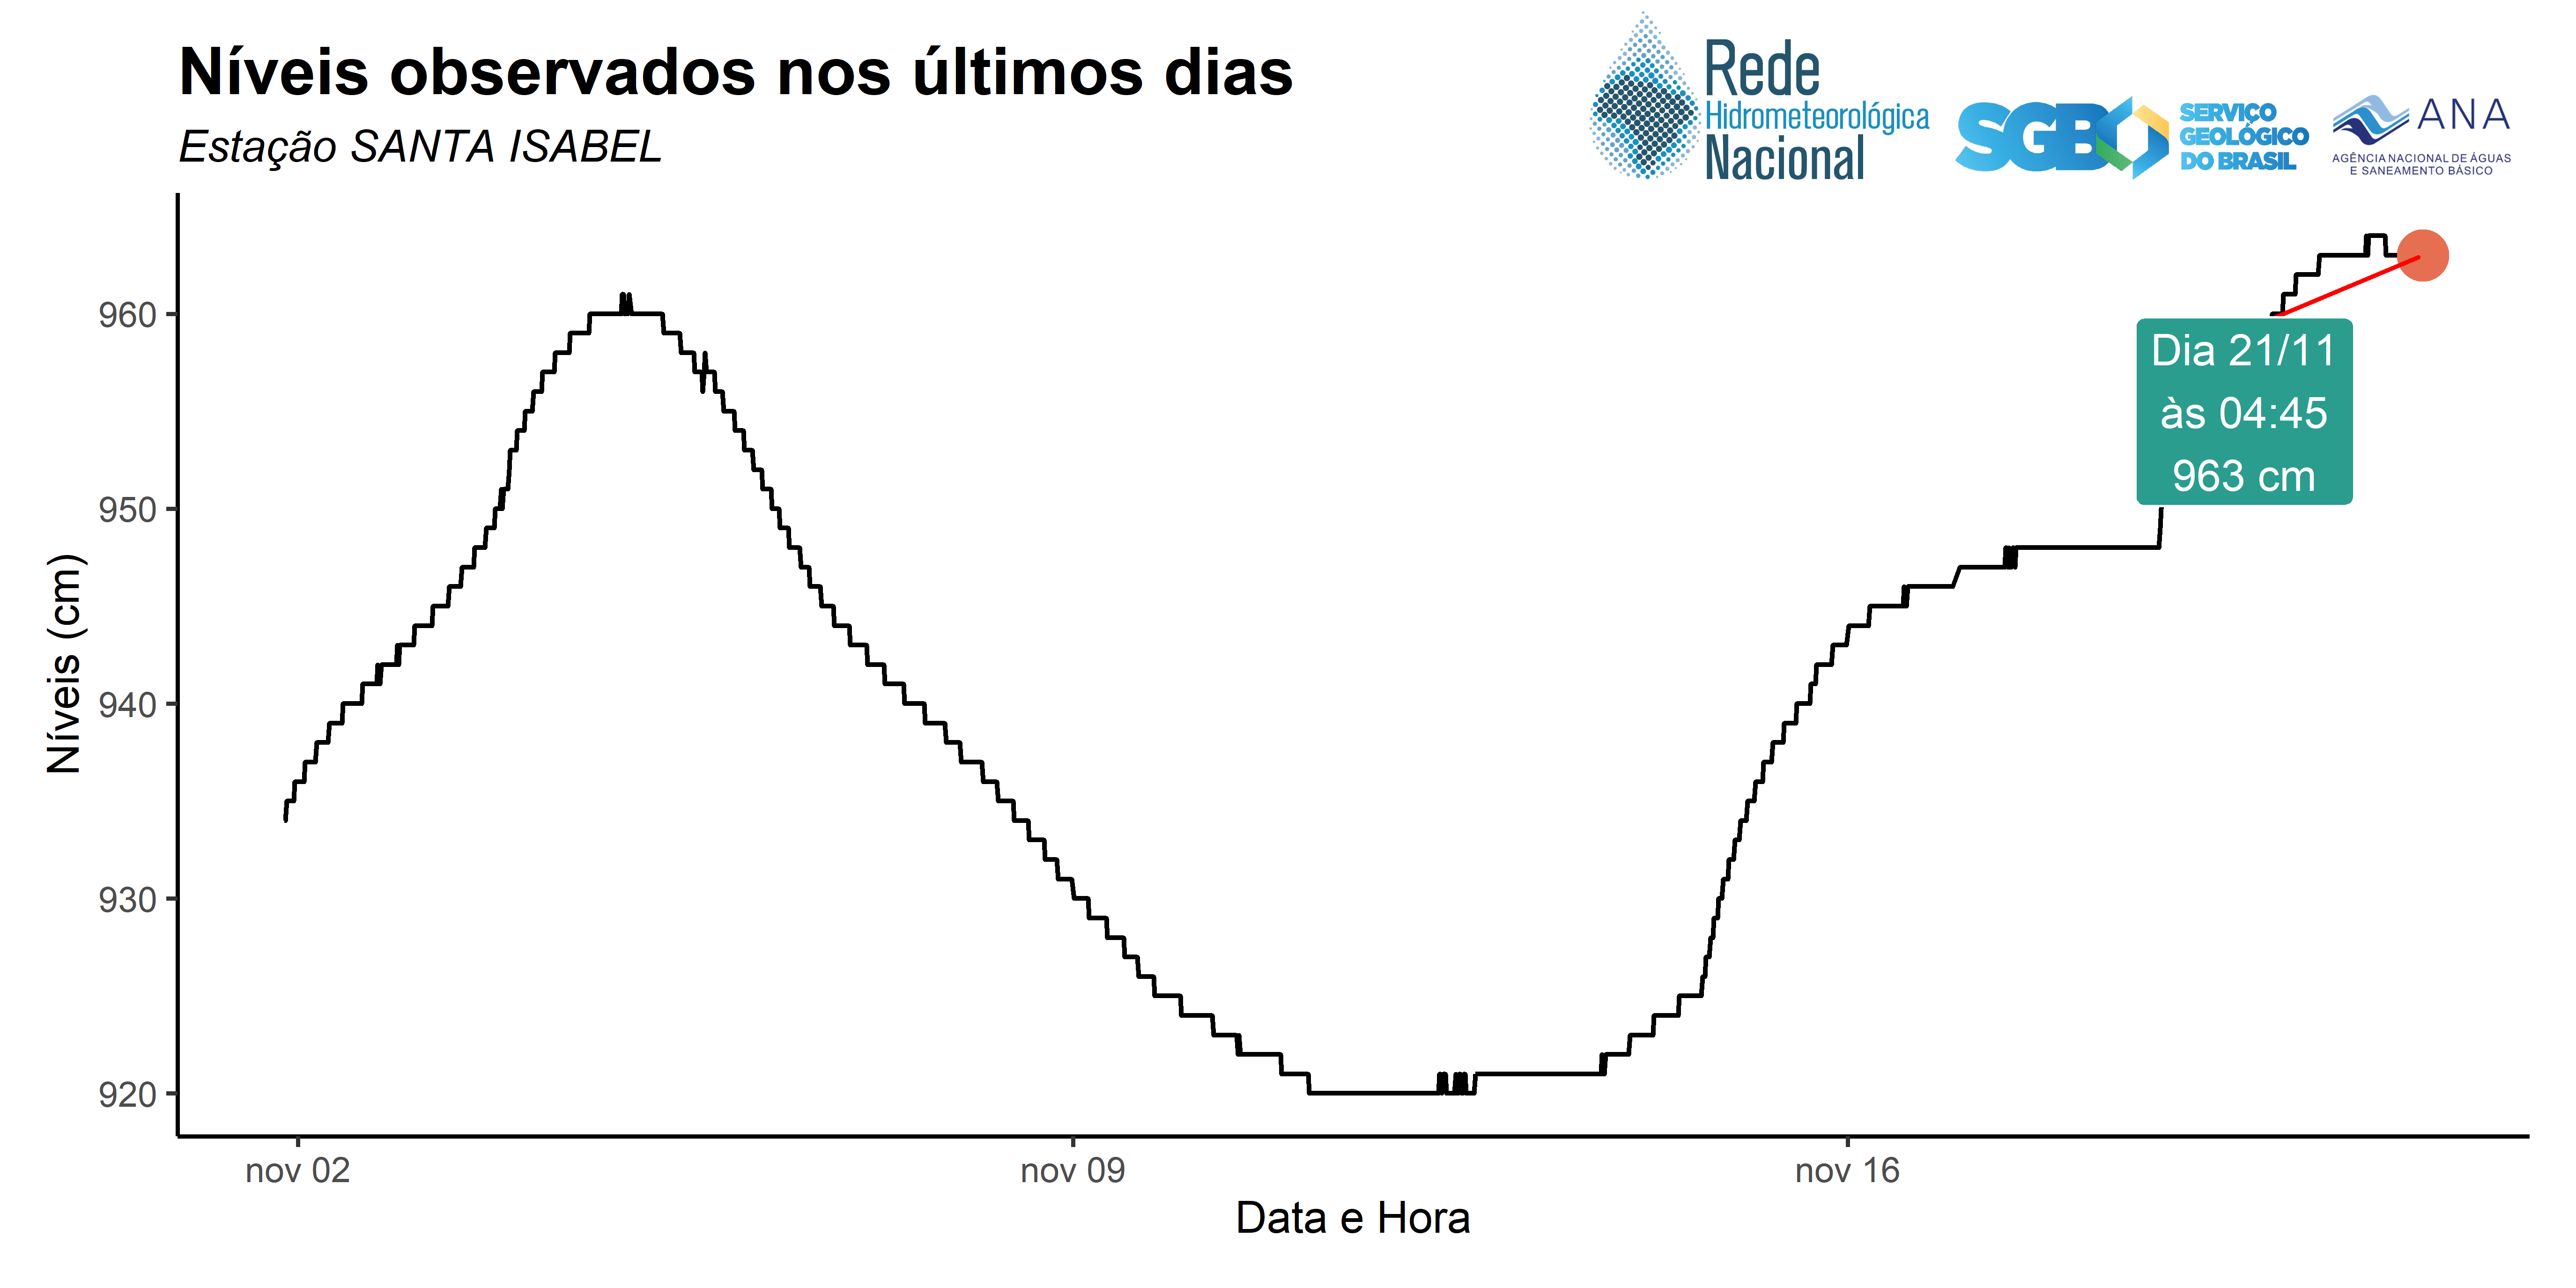 Níveis observados nos últimos dias
Estação SANTA ISABEL
Rede
Hidrometeorológica
Nacional
SGB
SERVIÇO
GEOLÓGICO
DO BRASIL
ANA
AGÊNCIA NACIONAL DE ÁGUAS
E SANEAMENTO BÁSICO
Níveis (cm)
960
950
940
930
920
Dia 21/11
às 04:45
963 cm
nov 02
nov 09
nov 16
Data e Hora